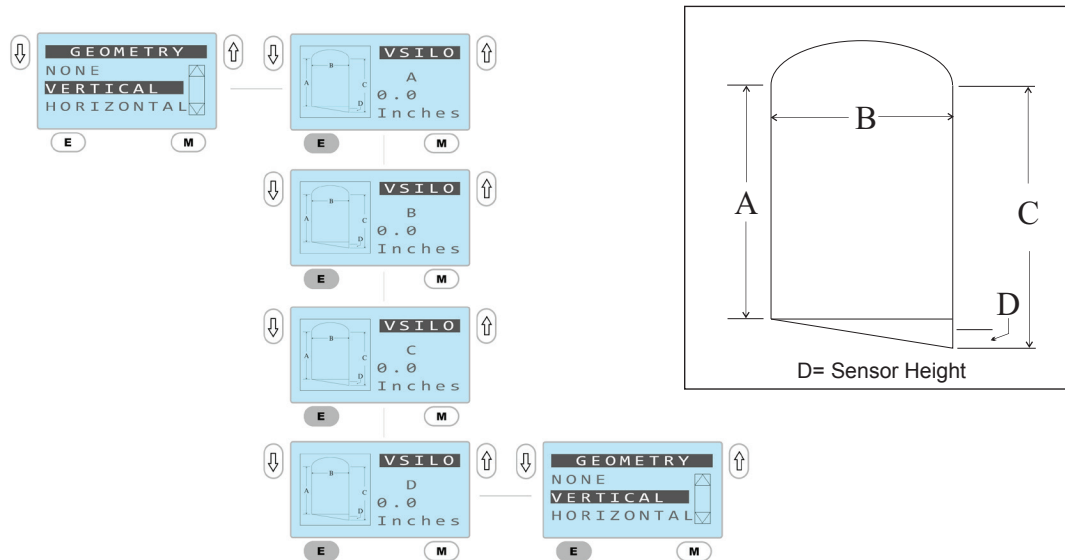 GEOMETRY
NONE
VERTICAL
HORIZONTAL
E M
VSILO
A
0.0
Inches
A B C D
E M
VSILO
B
0.0
Inches
A B C D
E M
VSILO
C
0.0
Inches
A B C D
E M
VSILO
D
0.0
Inches
A B C D
E M
GEOMETRY
NONE
VERTICAL
HORIZONTAL
E M
B
A
C
D
D= Sensor Height